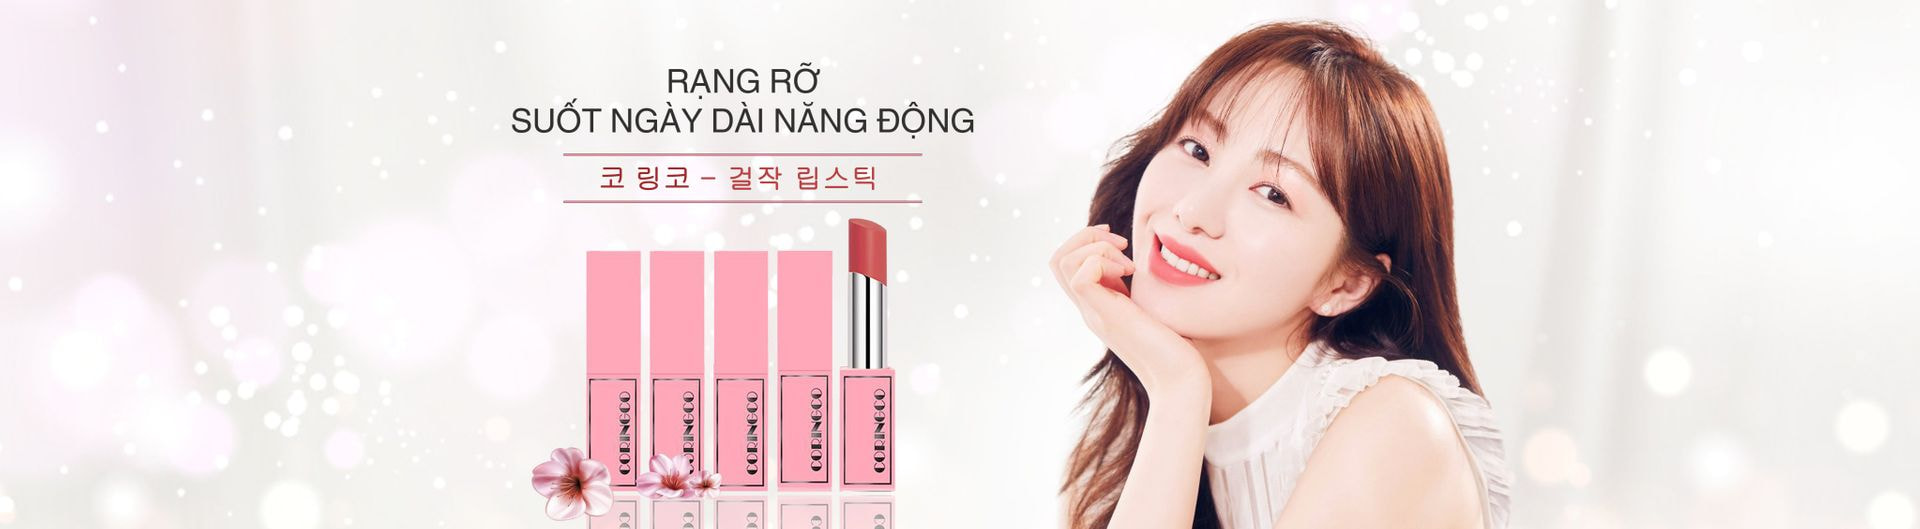 RẠNG RỠ
SUỐT NGÀY DÀI NĂNG ĐỘNG
코 링코 – 걸작 립스틱
CORINGCO
CORINGCO
CORINGCO
CORINGCO
CORINGCO